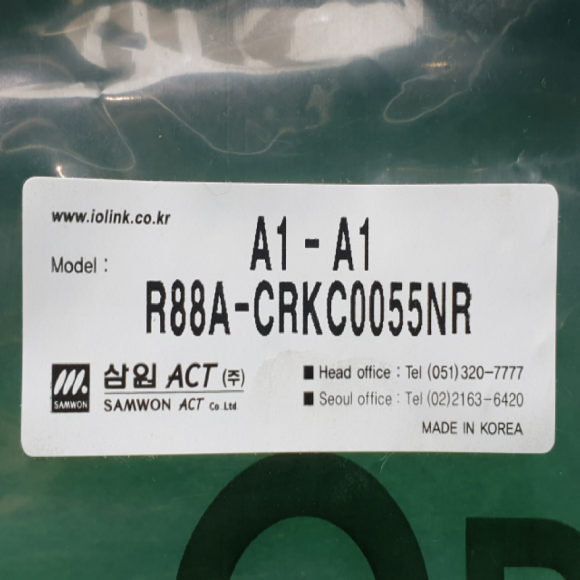 www.iolink.co.kr
A1 - A1
Model :
R88A-CRKC0055NR
SAMWON
삼원 ACT (주)
SAMWON ACT Co.Ltd
■ Head office : Tel (051)320-7777
■ Seoul office : Tel (02)2163-6420
MADE IN KOREA